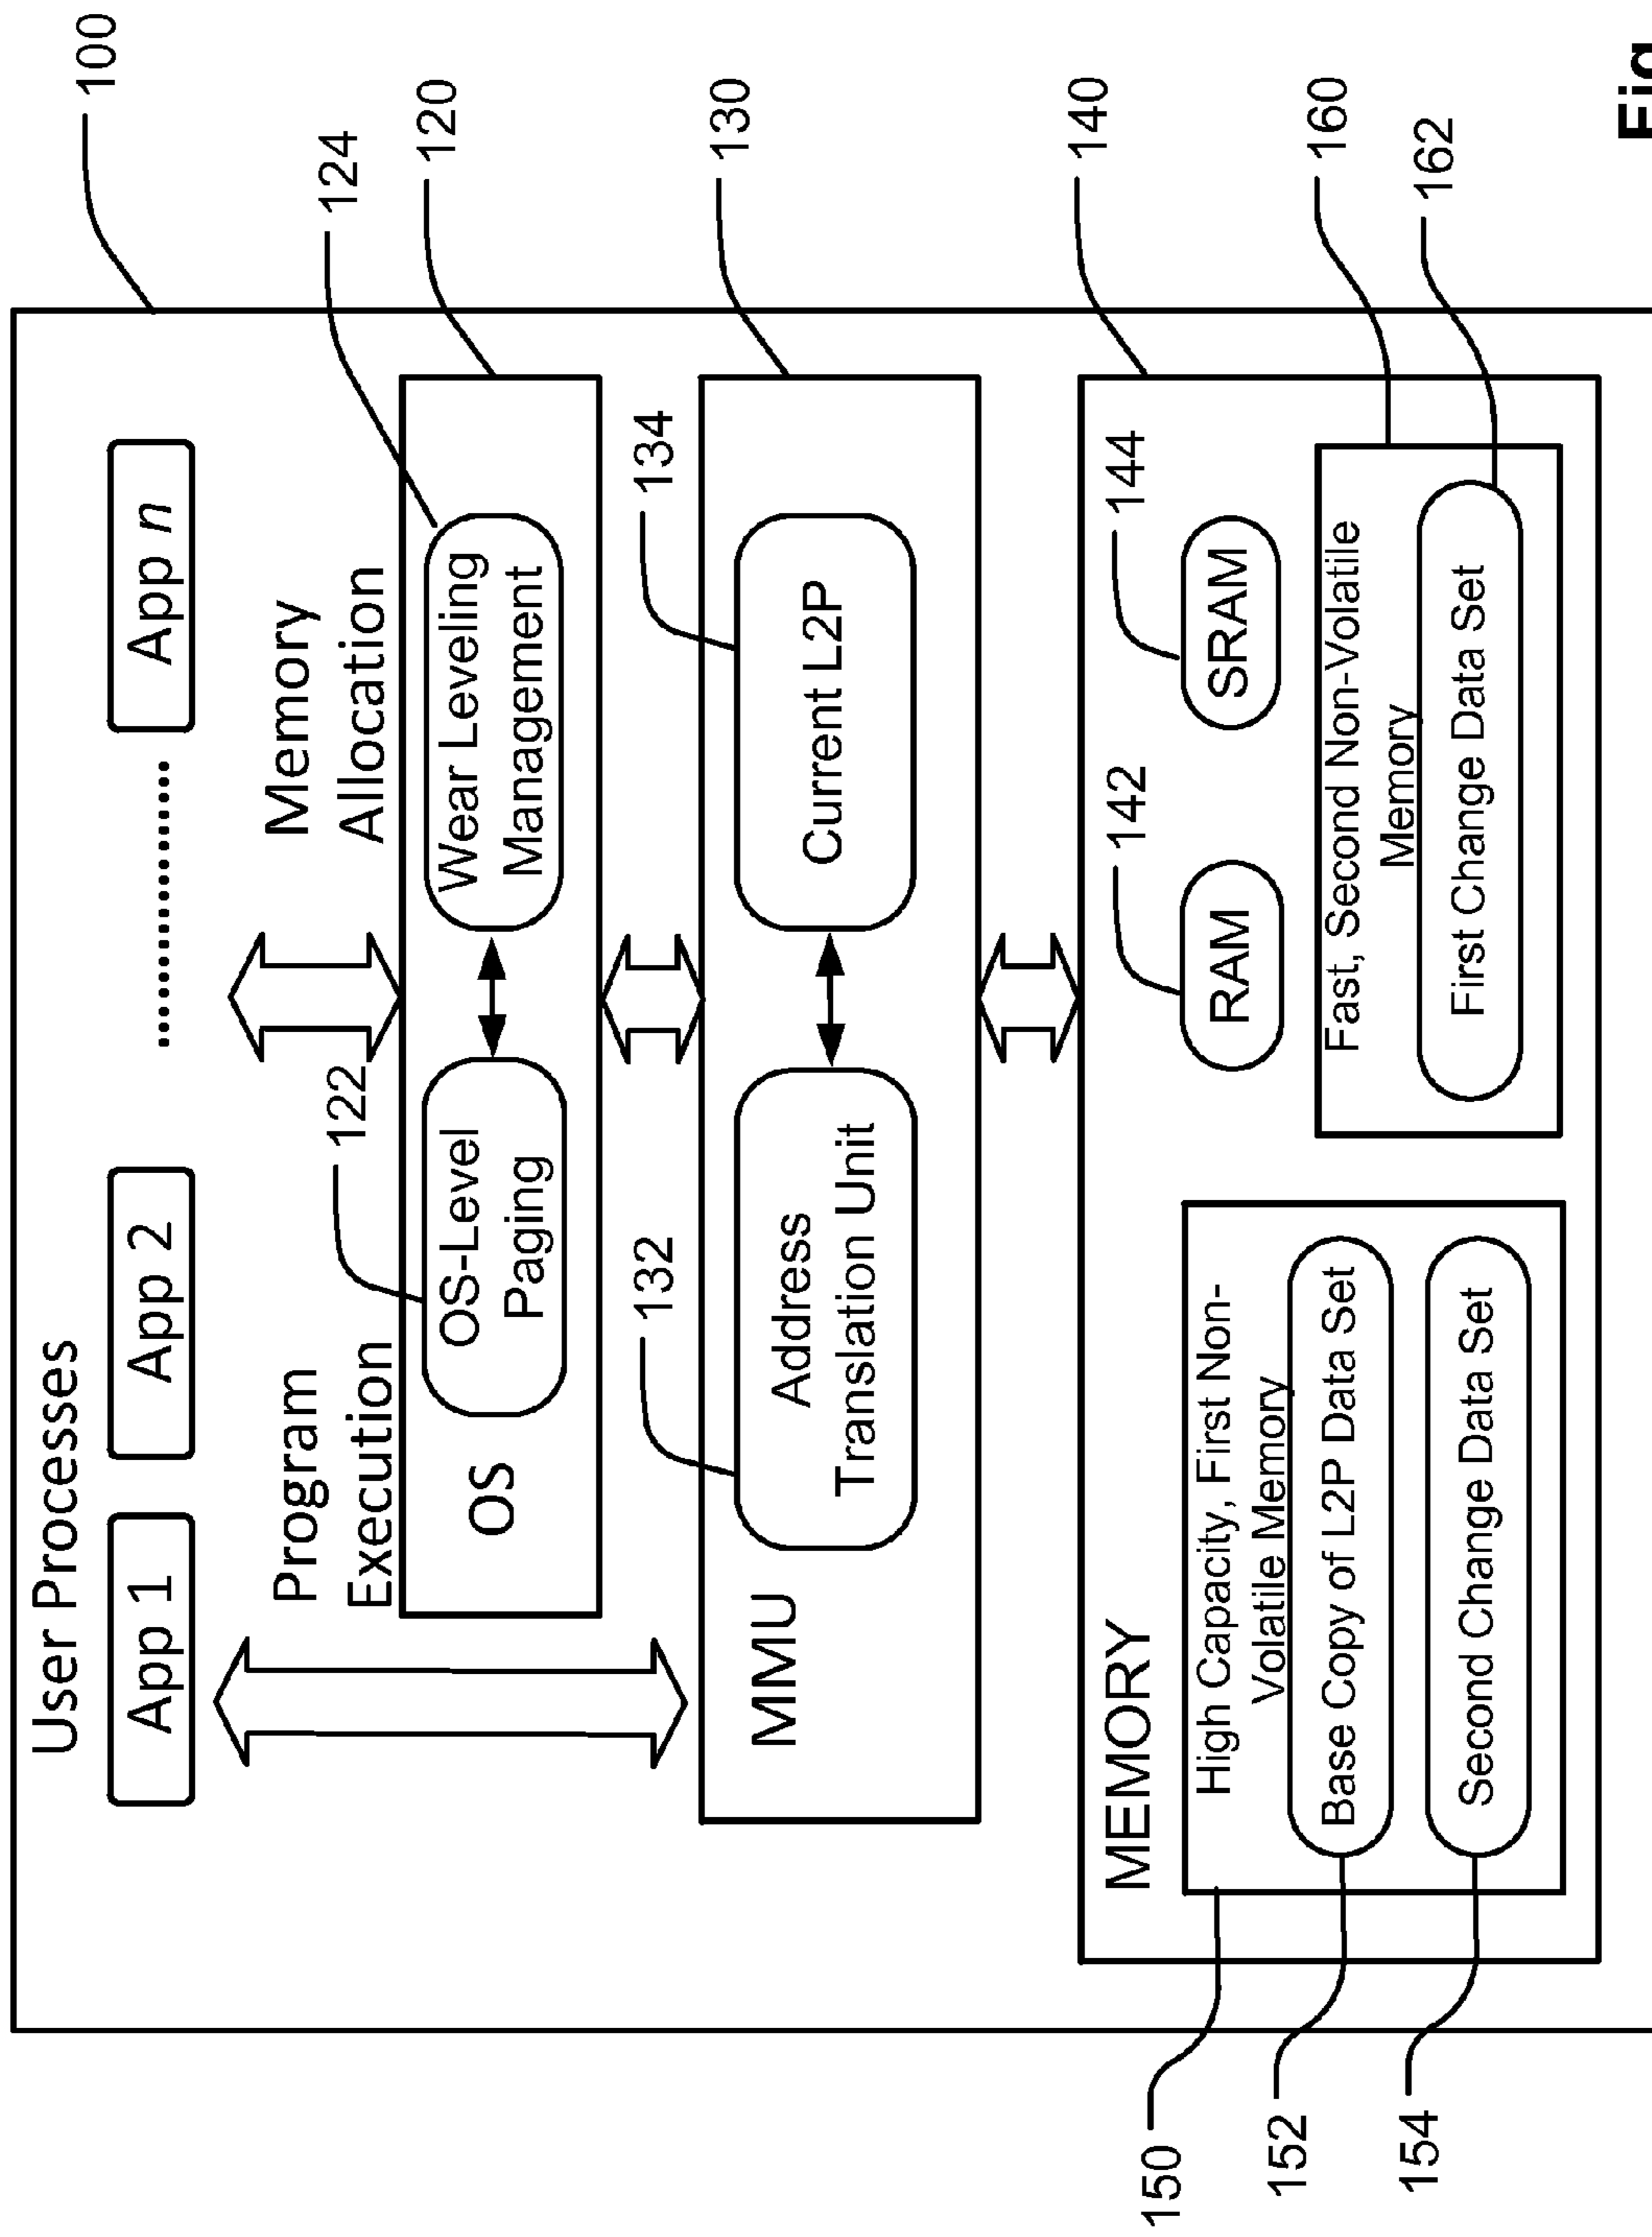 User Processes
App 1
App 2
App n
100
Program
Execution
Memory
Allocation
122
124
120
OS
OS-Level
Paging
Wear Leveling
Management
132
134
130
MMU
Address
Translation Unit
Current L2P
140
MEMORY
142
144
RAM
SRAM
150
High Capacity, First Non-
Volatile Memory
152
Base Copy of L2P Data Set
154
Second Change Data Set
160
Fast, Second Non-Volatile
Memory
162
First Change Data Set